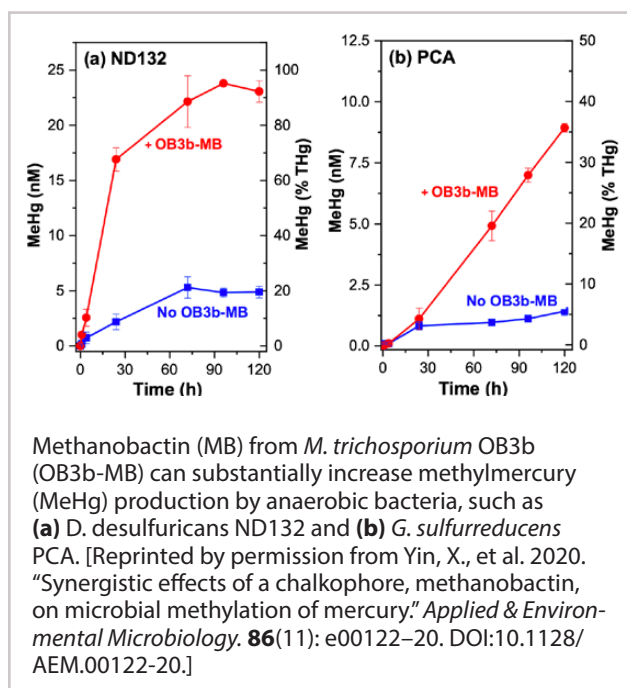 (a) ND132
25
20
15
10
5
0
MeHg (nM)
100
80
60
40
20
0
MeHg (% THg)
+ OB3b-MB
No OB3b-MB
0 30 60 90 120
Time (h)
(b) PCA
12.5
10.0
7.5
5.0
2.5
0.0
MeHg (nM)
50
40
30
20
10
0
MeHg (% THg)
+ OB3b-MB
No OB3b-MB
0 30 60 90 120
Time (h)
Methanobactin (MB) from M. trichosporium OB3b
(OB3b-MB) can substantially increase methylmercury
(MeHg) production by anaerobic bacteria, such as
(a) D. desulfuricans ND132 and (b) G. sulfurreducens
PCA. [Reprinted by permission from Yin, X., et al. 2020.
“Synergistic effects of a chalkophore, methanobactin,
on microbial methylation of mercury.” Applied & Environ-
mental Microbiology. 86(11): e00122–20. DOI:10.1128/
AEM.00122-20.]